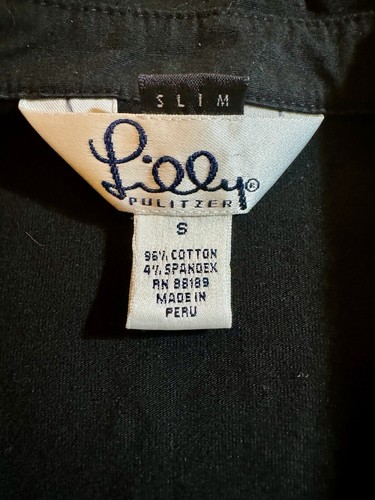 SLIM
Lilly®
PULITZER
S
96% COTTON
4% SPANDEX
RN 88189
MADE IN
PERU